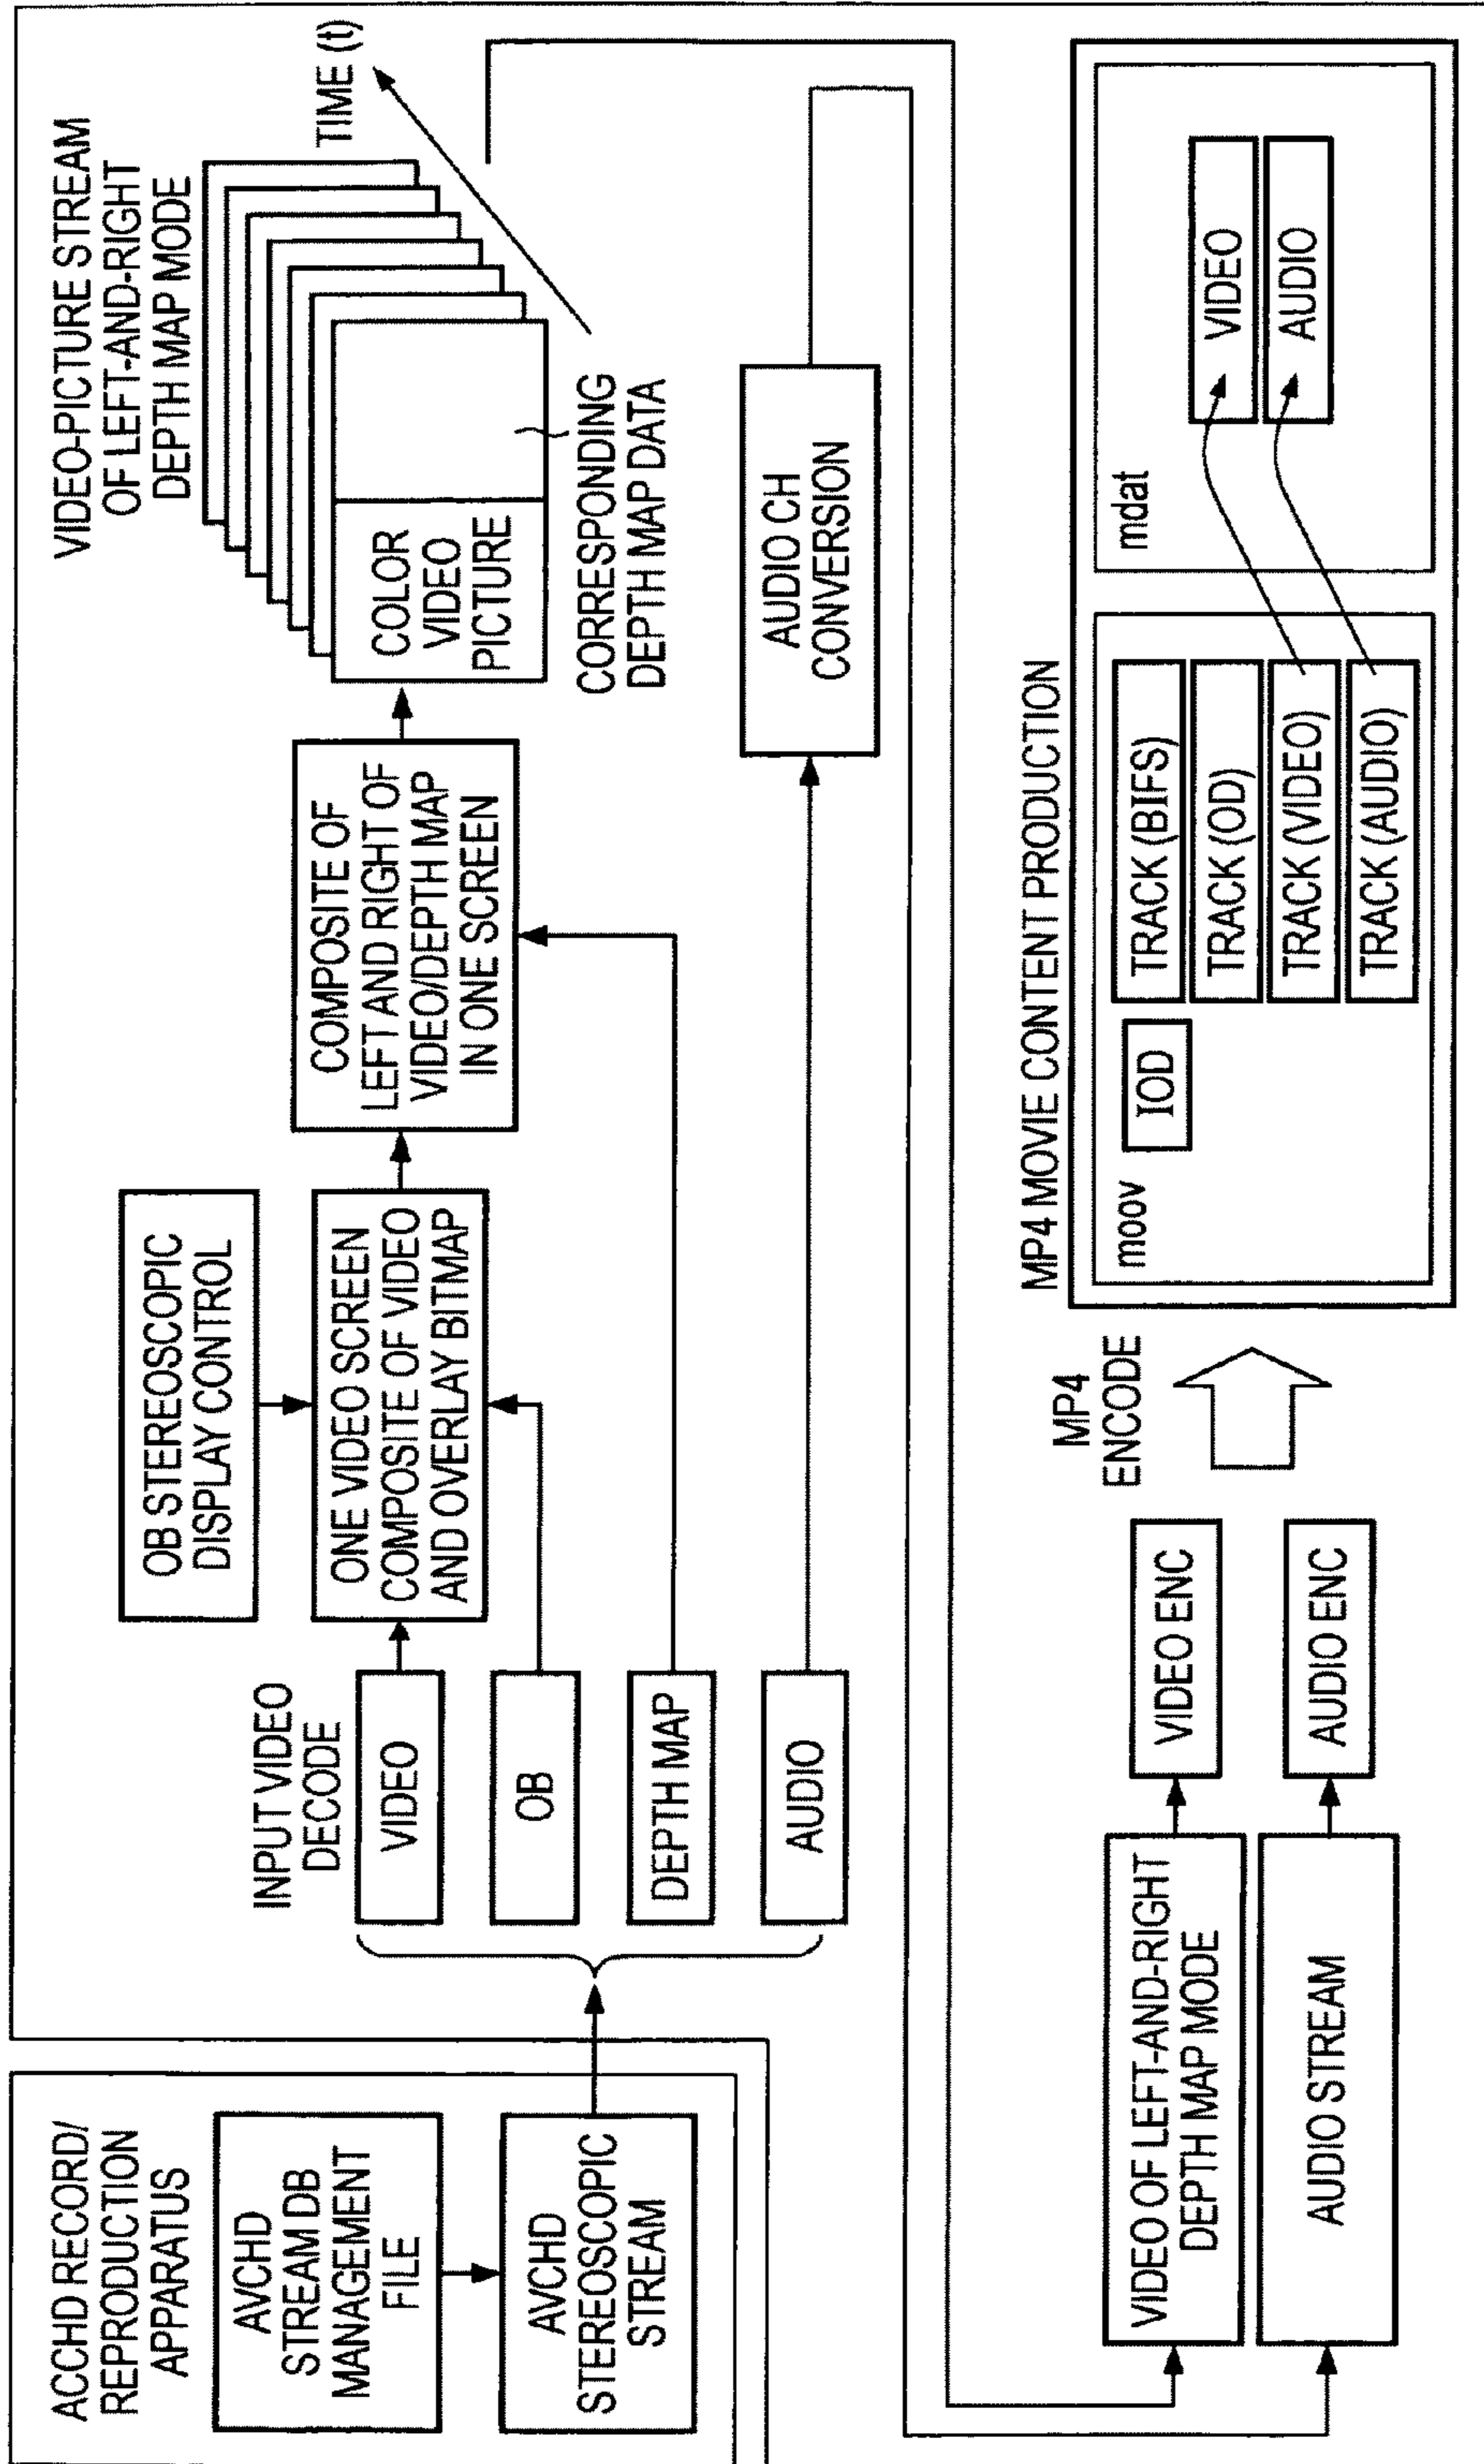 ACCHD RECORD/
REPRODUCTION
APPARATUS
AVCHD
STREAM DB
MANAGEMENT
FILE
AVCHD
STEREOSCOPIC
STREAM
INPUT VIDEO
DECODE
VIDEO
OB
DEPTH MAP
AUDIO
OB STEREOSCOPIC
DISPLAY CONTROL
ONE VIDEO SCREEN
COMPOSITE OF VIDEO
AND OVERLAY BITMAP
COMPOSITE OF
LEFT AND RIGHT OF
VIDEO/DEPTH MAP
IN ONE SCREEN
VIDEO-PICTURE STREAM
OF LEFT-AND-RIGHT
DEPTH MAP MODE
TIME (t)
COLOR
VIDEO
PICTURE
CORRESPONDING
DEPTH MAP DATA
AUDIO CH
CONVERSION
VIDEO OF LEFT-AND-RIGHT
DEPTH MAP MODE
AUDIO STREAM
VIDEO ENC
AUDIO ENC
MP4
ENCODE
MP4 MOVIE CONTENT PRODUCTION
moov
IOD
TRACK (BIFS)
TRACK (OD)
TRACK (VIDEO)
TRACK (AUDIO)
mdat
VIDEO
AUDIO